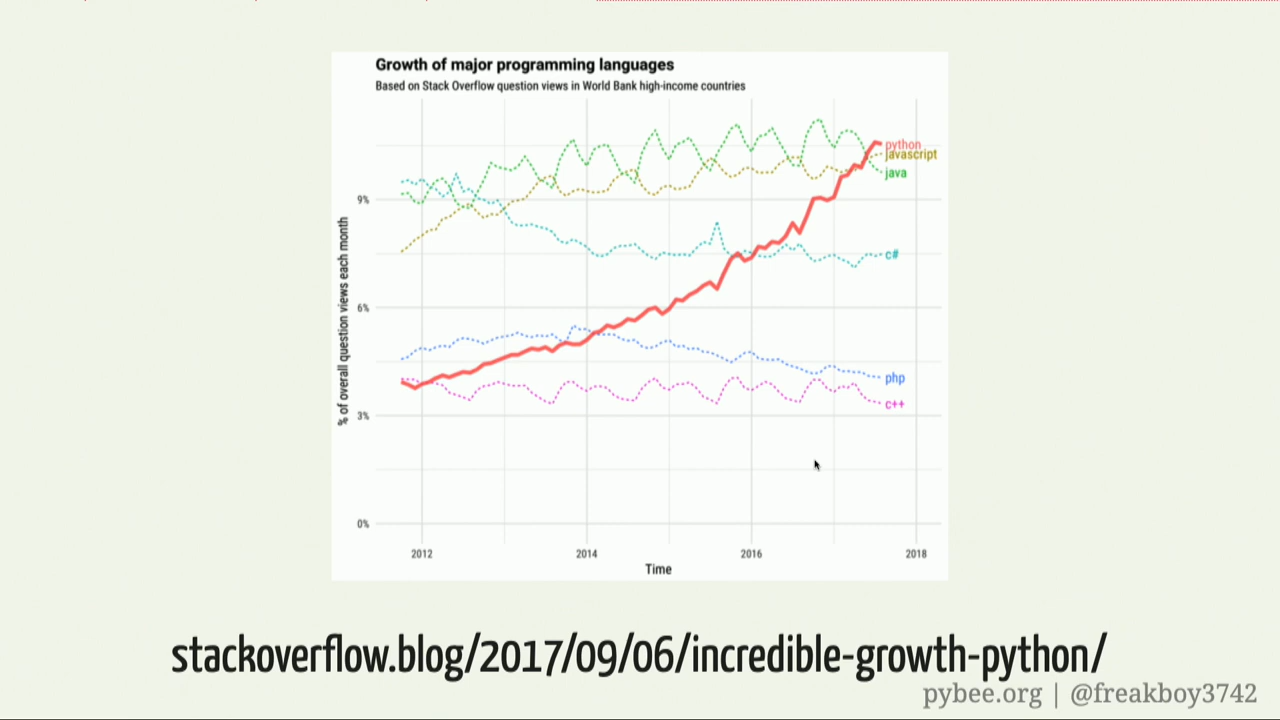 Growth of major programming languages
Based on Stack Overflow question views in World Bank high-income countries
% of overall question views each month
9%
6%
3%
0%
python
javascript
java
c#
php
c++
2012 2014 2016 2018
Time
stackoverflow.blog/2017/09/06/incredible-growth-python/
pybee.org | @freakboy3742